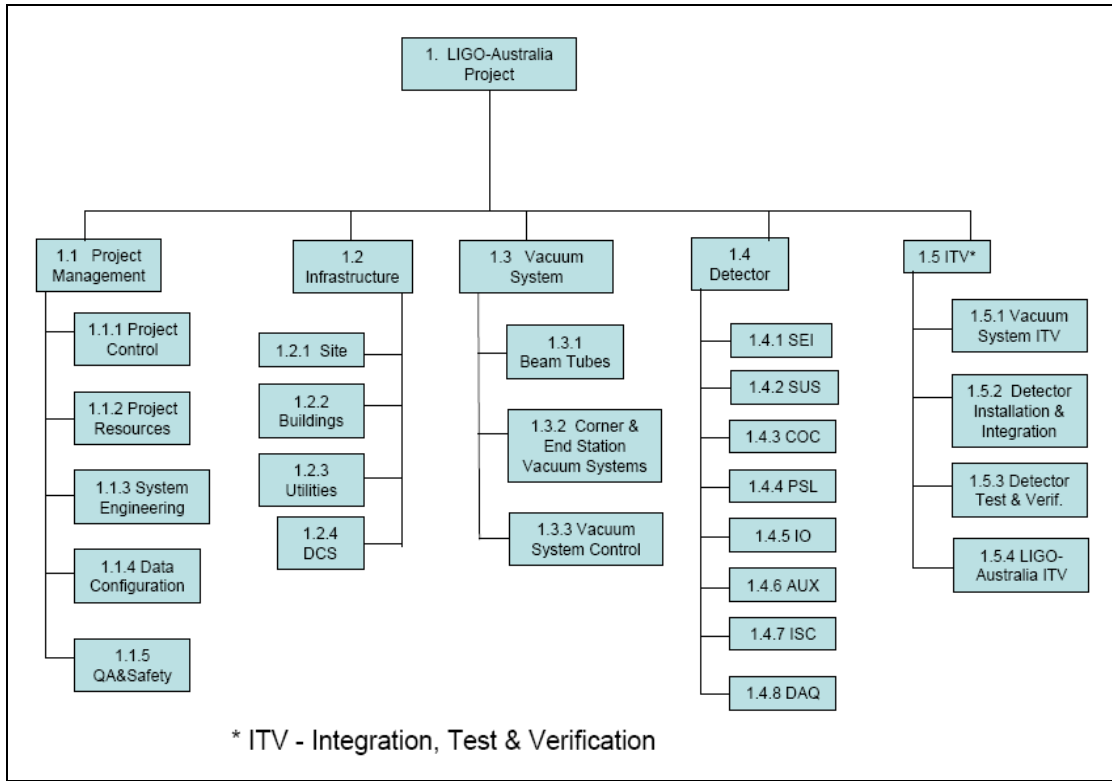 1. LIGO-Australia
Project
1.1 Project
Management
1.1.1 Project
Control
1.1.2 Project
Resources
1.1.3 System
Engineering
1.1.4 Data
Configuration
1.1.5
QA&Safety
1.2
Infrastructure
1.2.1 Site
1.2.2
Buildings
1.2.3
Utilities
1.2.4
DCS
1.3 Vacuum
System
1.3.1
Beam Tubes
1.3.2 Corner &
End Station
Vacuum Systems
1.3.3 Vacuum
System Control
1.4
Detector
1.4.1 SEI
1.4.2 SUS
1.4.3 COC
1.4.4 PSL
1.4.5 IO
1.4.6 AUX
1.4.7 ISC
1.4.8 DAQ
1.5 ITV*
1.5.1 Vacuum
System ITV
1.5.2 Detector
Installation &
Integration
1.5.3 Detector
Test & Verif.
1.5.4 LIGO-
Australia ITV
* ITV - Integration, Test & Verification